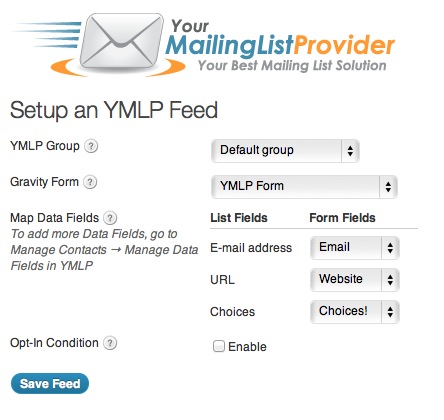 Your
MailingListProvider
Your Best Mailing List Solution
Setup an YMLP Feed
YMLP Group ? Default group
Gravity Form ? YMLP Form
Map Data Fields ? List Fields Form Fields
To add more Data Fields, go to
Manage Contacts → Manage Data
Fields in YMLP
E-mail address Email
URL Website
Choices Choices!
Opt-In Condition ? Enable
Save Feed